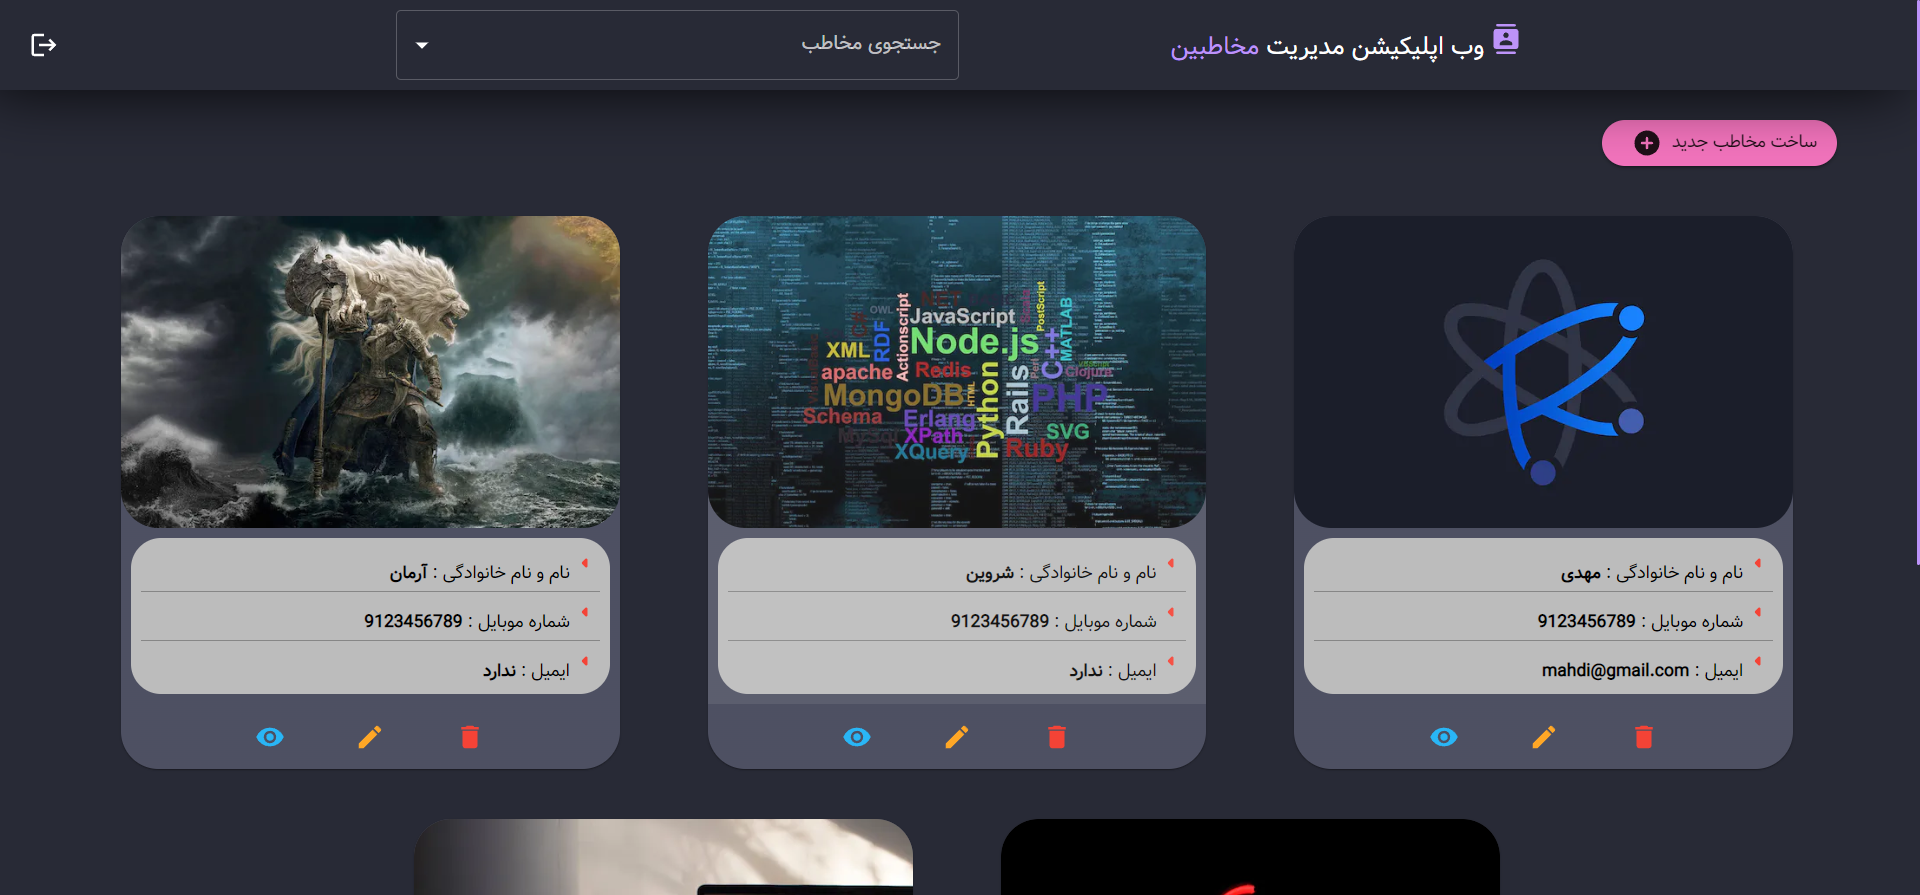 وب اپلیکیشن مدیریت مخاطبین
جستجوی مخاطب
ساخت مخاطب جدید
نام و نام خانوادگی : مهدی
شماره موبایل : 9123456789
ایمیل : mahdi@gmail.com
OWL
JavaScript
Node.js
PostScript
MATLAB
C++
Actionscript
RDF
XML
apache
Redis
Clojure
MongoDB
HTML
Python
Rails
PHP
Schema
Erlang
MySql
XPath
SVG
XQuery
Ruby
نام و نام خانوادگی : شروین
شماره موبایل : 9123456789
ایمیل : ندارد
نام و نام خانوادگی : آرمان
شماره موبایل : 9123456789
ایمیل : ندارد